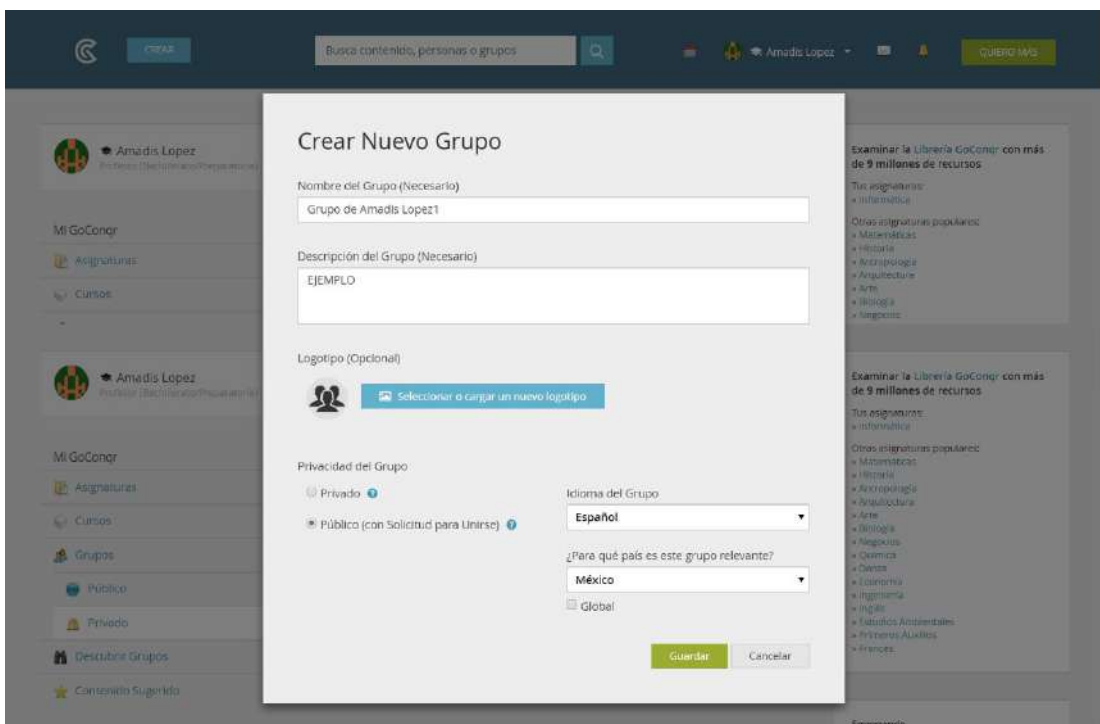 CREAR
Busca contenido, personas o grupos
Amadis Lopez
QUIERO MÁS
Amadis Lopez
Mi GoConqr
Asignaturas
Cursos
Amadis Lopez
Mi GoConqr
Asignaturas
Cursos
Grupos
Público
Privado
Descubrir Grupos
Contenido Sugerido
Crear Nuevo Grupo
Nombre del Grupo (Necesario)
Grupo de Amadis Lopez1
Descripción del Grupo (Necesario)
EJEMPLO
Logotipo (Opcional)
Seleccionar o cargar un nuevo logotipo
Privacidad del Grupo
Privado
Público (con Solicitud para Unirse)
Idioma del Grupo
Español
¿Para qué país es este grupo relevante?
México
Global
Guardar
Cancelar
Examinar la Librería GoConqr con más
de 9 millones de recursos
Tus asignaturas:
» Informática
Otras asignaturas populares:
» Matemáticas
» Historia
» Antropología
» Arquitectura
» Arte
» Biología
» Negocios
Examinar la Librería GoConqr con más
de 9 millones de recursos
Tus asignaturas:
» Informática
Otras asignaturas populares:
» Matemáticas
» Historia
» Antropología
» Arquitectura
» Arte
» Biología
» Negocios
» Química
» Danza
» Economía
» Ingeniería
» Inglés
» Estudios Ambientales
» Primeros Auxilios
» Francés